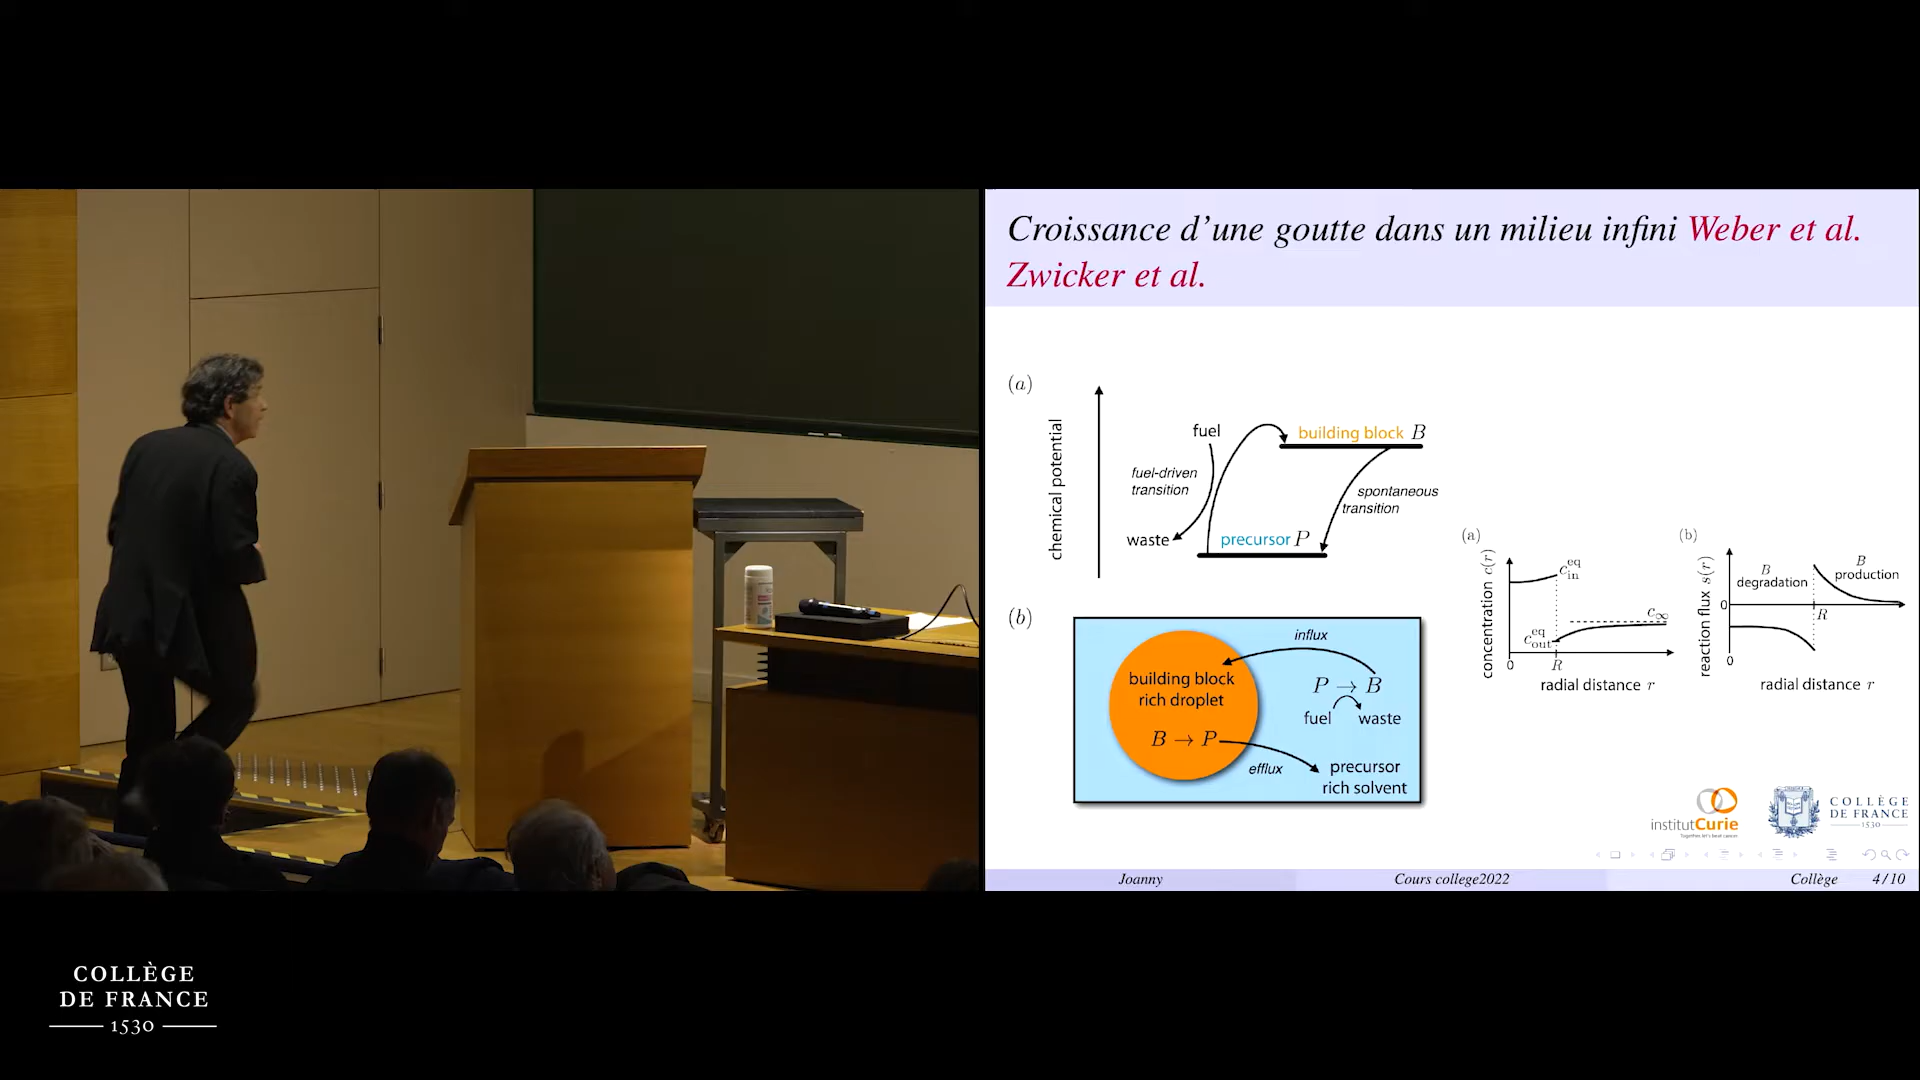 Croissance d'une goutte dans un milieu infini Weber et al.
Zwicker et al.
(a)
chemical potential
fuel
building block B
fuel-driven
transition
spontaneous
transition
waste
precursor P
(b)
influx
building block
rich droplet
P → B
fuel
waste
B → P
efflux
precursor
rich solvent
(a)
concentration c(r)
c_in^eq
c_∞
c_out^eq
0
R
radial distance r
(b)
reaction flux s(r)
B
degradation
B
production
0
R
0
radial distance r
institutCurie
COLLÈGE
DE FRANCE
1530
Joanny
Cours college2022
Collège
4 / 10
COLLÈGE
DE FRANCE
1530